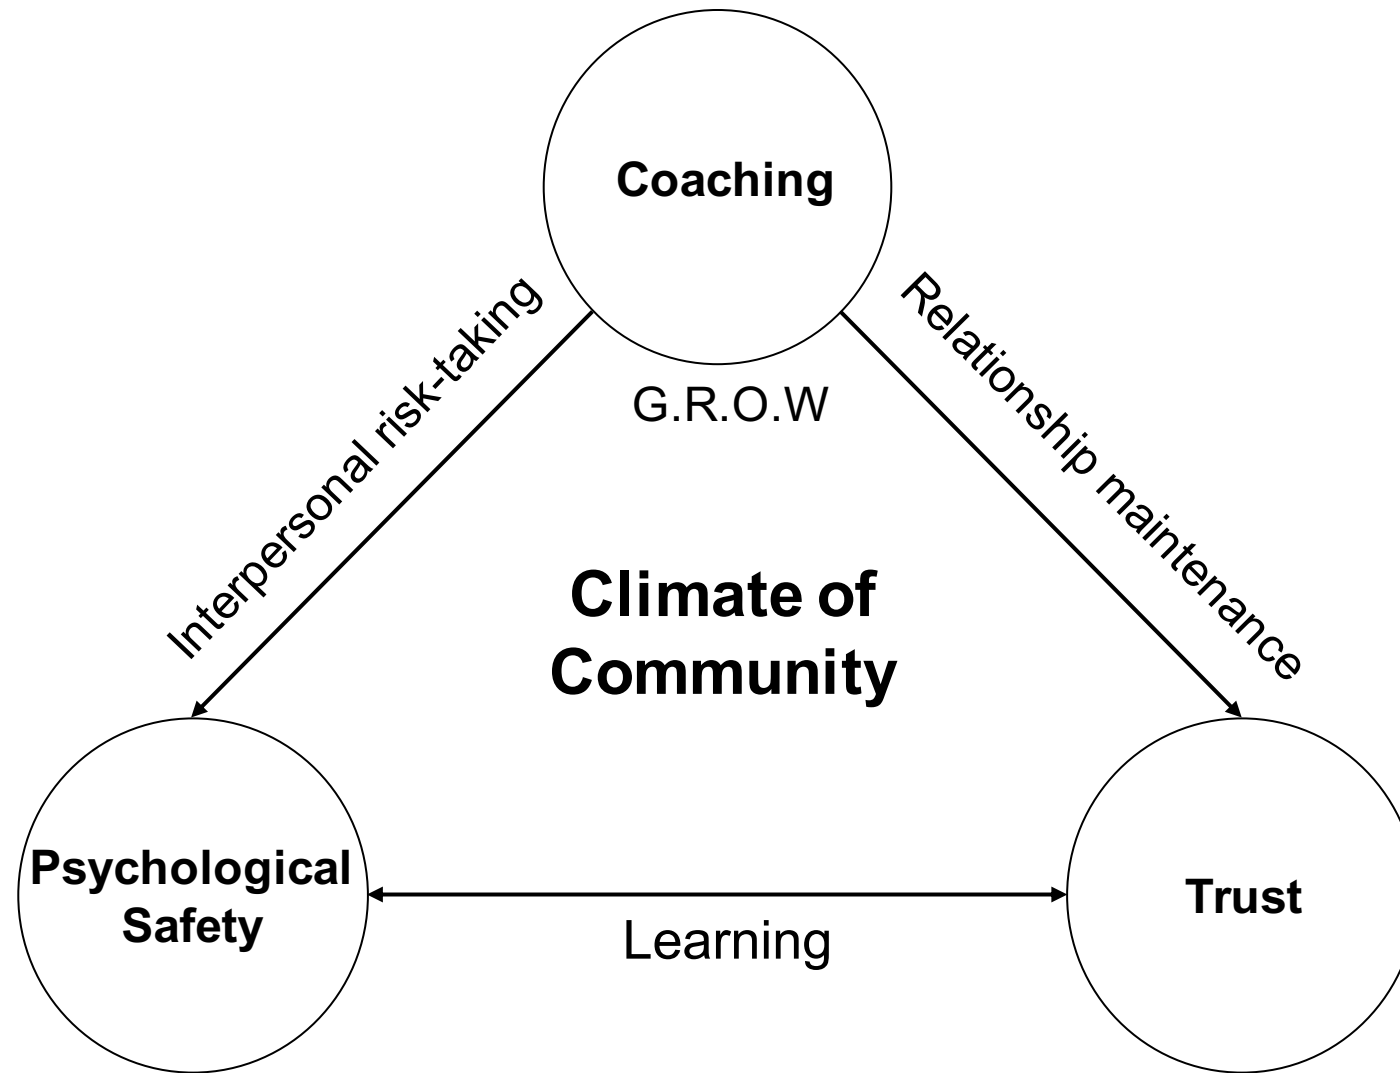 Coaching
Interpersonal risk-taking
Relationship maintenance
G.R.O.W
Climate of
Community
Psychological
Safety
Trust
Learning